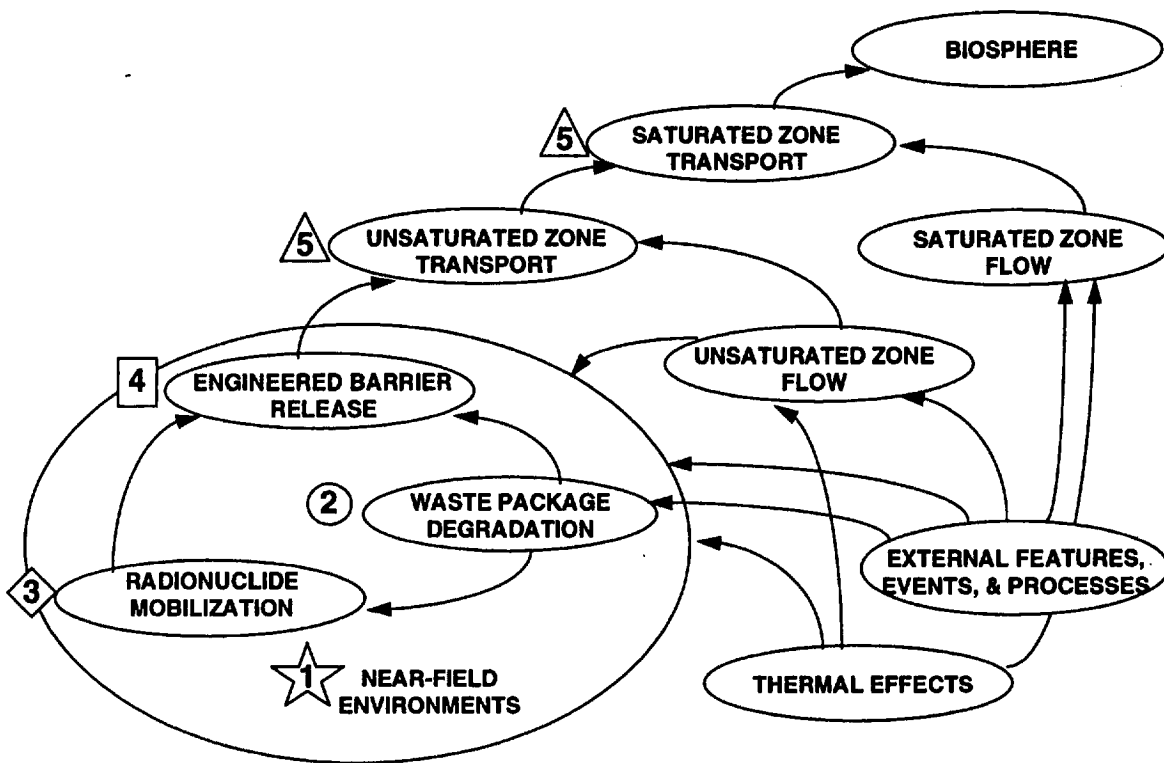 BIOSPHERE
5
SATURATED ZONE
TRANSPORT
5
UNSATURATED ZONE
TRANSPORT
SATURATED ZONE
FLOW
4
ENGINEERED BARRIER
RELEASE
UNSATURATED ZONE
FLOW
2
WASTE PACKAGE
DEGRADATION
3
RADIONUCLIDE
MOBILIZATION
EXTERNAL FEATURES,
EVENTS, & PROCESSES
1
NEAR-FIELD
ENVIRONMENTS
THERMAL EFFECTS